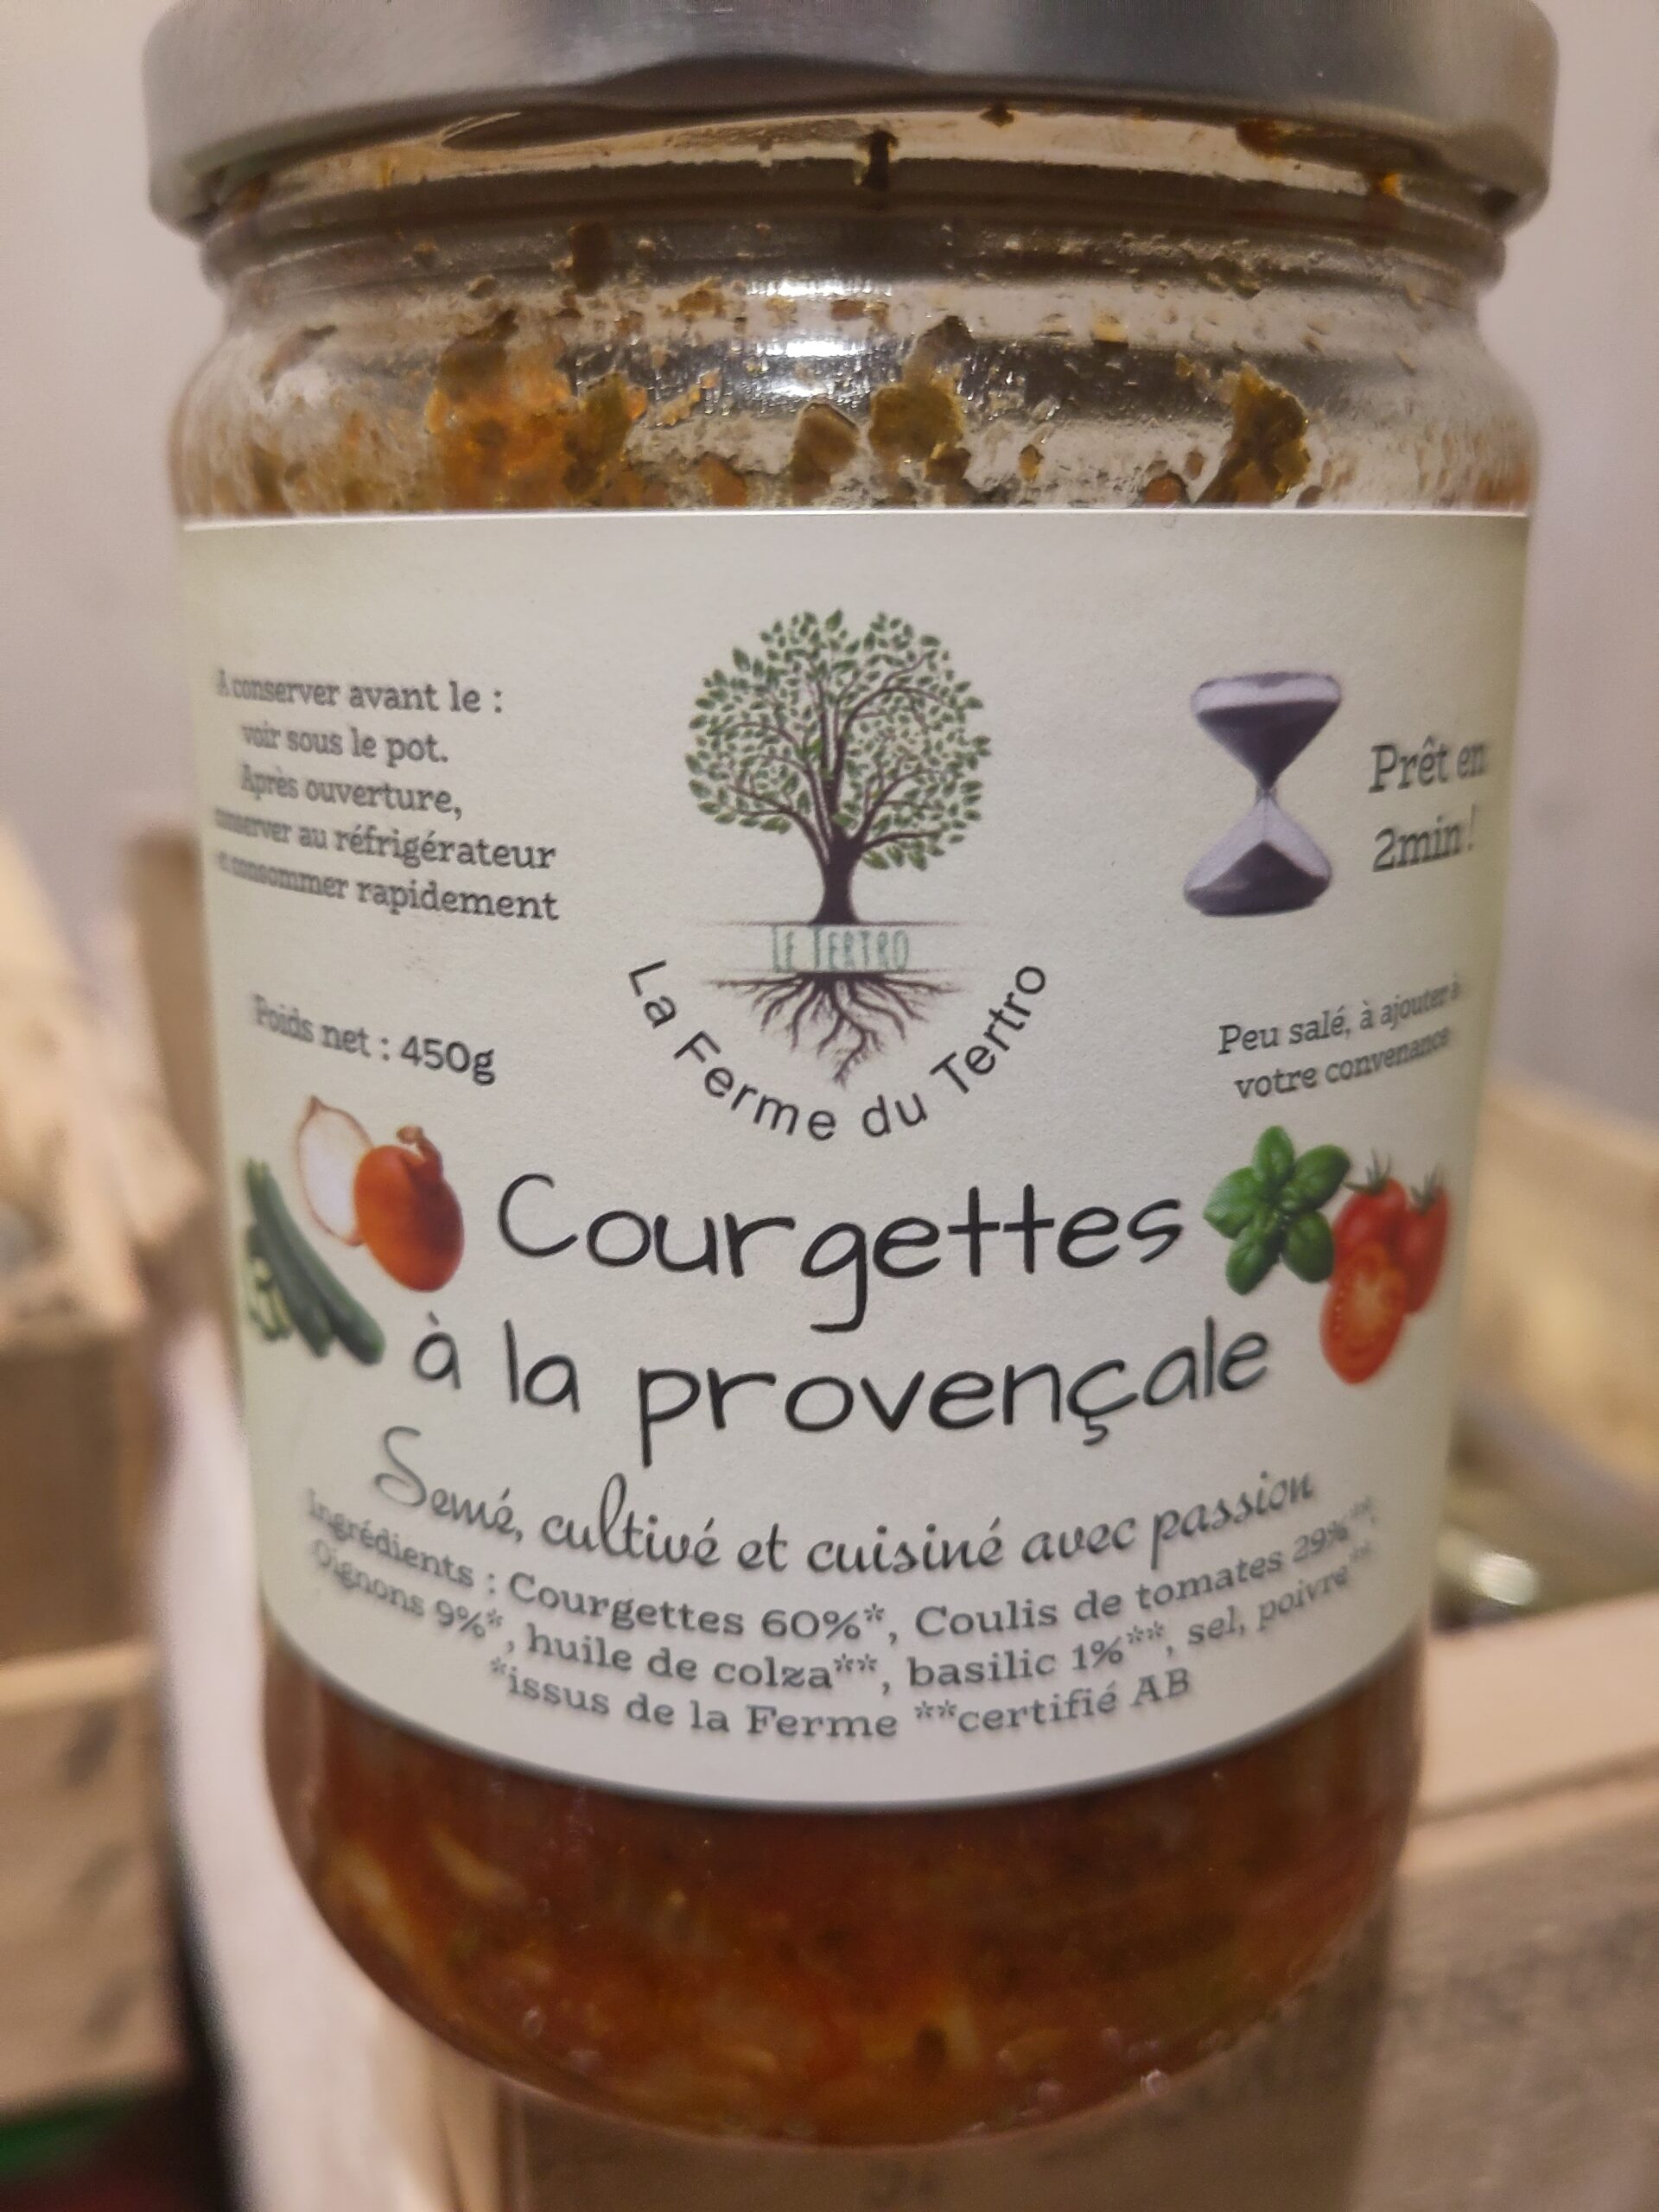 A conserver avant le :
voir sous le pot.
Après ouverture,
conserver au réfrigérateur
et consommer rapidement
Poids net : 450g
LE TERTRO
La Ferme du Tertro
Prêt en
2min!
Peu salé, à ajouter à
votre convenance
Courgettes
à la provençale
Semé, cultivé et cuisiné avec passion
Ingrédients : Courgettes 60%*, Coulis de tomates 29%**,
Oignons 9%*, huile de colza**, basilic 1%**, sel, poivre**
*issus de la Ferme **certifié AB